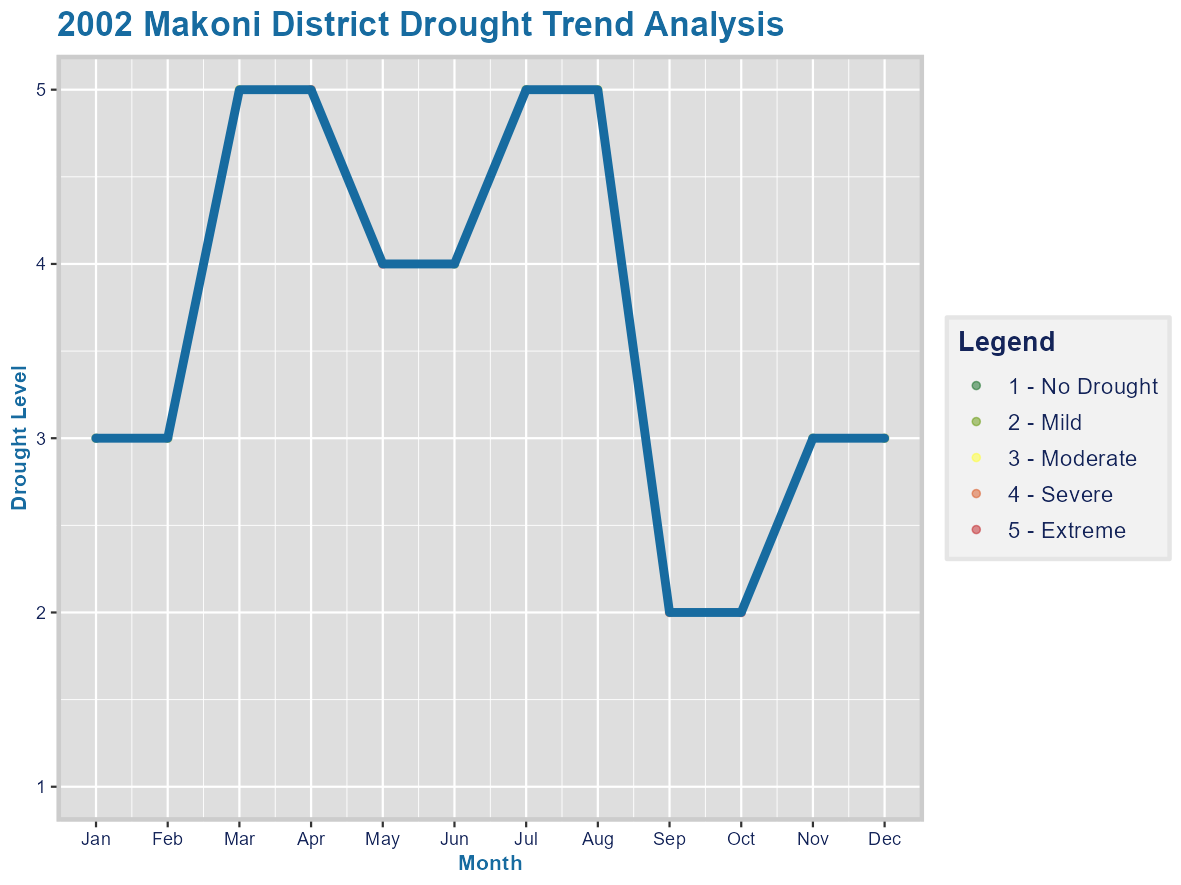 2002 Makoni District Drought Trend Analysis
5
4
3
2
1
Drought Level
Jan Feb Mar Apr May Jun Jul Aug Sep Oct Nov Dec
Month
Legend
1 - No Drought
2 - Mild
3 - Moderate
4 - Severe
5 - Extreme